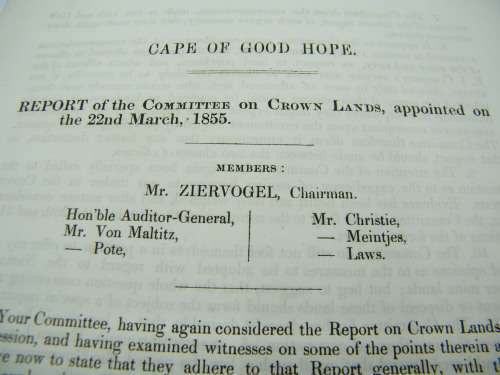 CAPE OF GOOD HOPE.
REPORT of the COMMITTEE on CROWN LANDS, appointed on
the 22nd March, 1855.
MEMBERS :
Mr. ZIERVOGEL, Chairman.
Hon'ble Auditor-General,
Mr. Von Maltitz,
— Pote,
Mr. Christie,
— Meintjes,
— Laws.
Your Committee, having again considered the Report on Crown Lands
and having examined witnesses on some of the points therein
now to state that they adhere to that Report generally, with